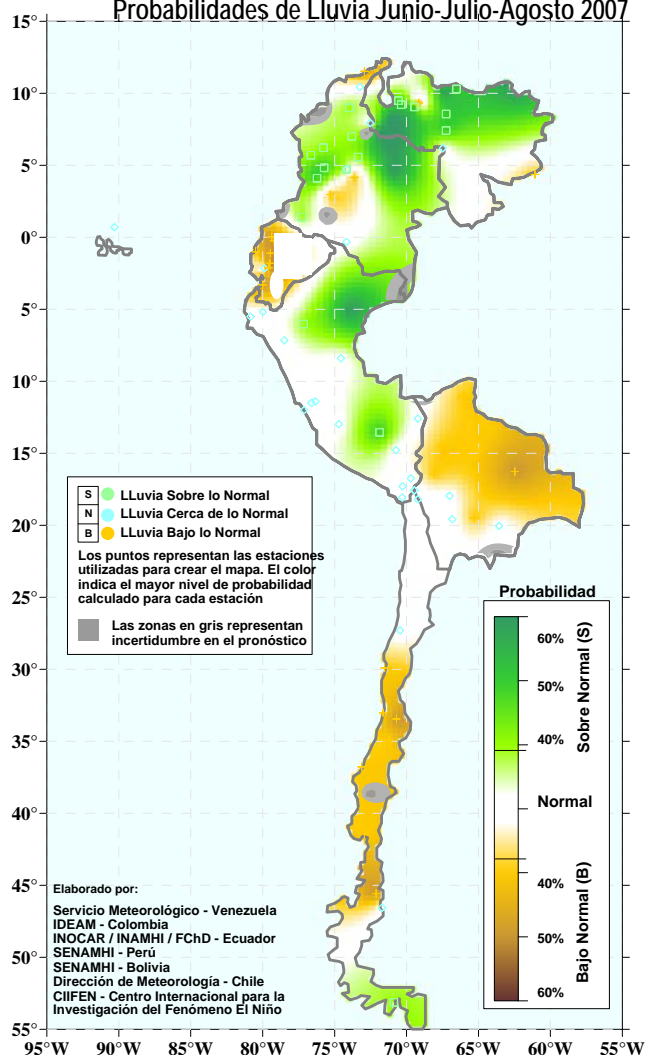 Probabilidades de Lluvia Junio-Julio-Agosto 2007
15°
10°
5°
0°
5°
10°
15°
20°
25°
30°
35°
40°
45°
50°
55°
S LLuvia Sobre lo Normal
N LLuvia Cerca de lo Normal
B LLuvia Bajo lo Normal
Los puntos representan las estaciones
utilizadas para crear el mapa. El color
indica el mayor nivel de probabilidad
calculado para cada estación
Las zonas en gris representan
incertidumbre en el pronóstico
Probabilidad
60%
50%
40%
Sobre Normal (S)
Normal
40%
50%
60%
Bajo Normal (B)
Elaborado por:
Servicio Meteorológico - Venezuela
IDEAM - Colombia
INOCAR / INAMHI / FChD - Ecuador
SENAMHI - Perú
SENAMHI - Bolivia
Dirección de Meteorología - Chile
CIIFEN - Centro Internacional para la
Investigación del Fenómeno El Niño
95°W 90°W 85°W 80°W 75°W 70°W 65°W 60°W 55°W